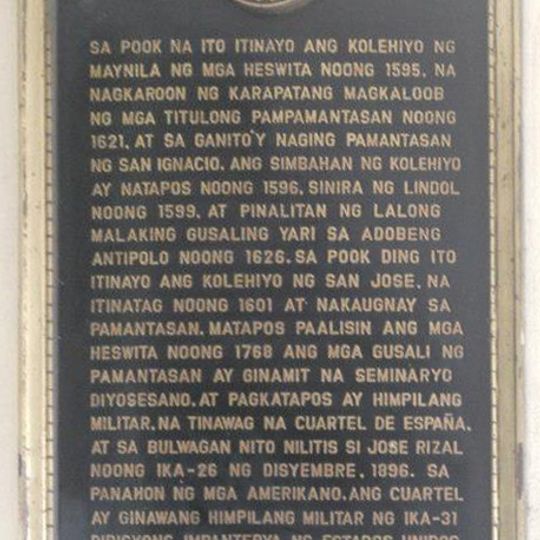 SA POOK NA ITO ITINAYO ANG KOLEHIYO NG
MAYNILA NG MGA HESWITA NOONG 1595, NA
NAGKAROON NG KARAPATANG MAGKALOOB
NG MGA TITULONG PAMPAMANTASAN NOONG
1621, AT SA GANITO'Y NAGING PAMANTASAN
NG SAN IGNACIO. ANG SIMBAHAN NG KOLEHIYO
AY NATAPOS NOONG 1596, SINIRA NG LINDOL
NOONG 1599, AT PINALITAN NG LALONG
MALAKING GUSALING YARI SA ADOBENG
ANTIPOLO NOONG 1626. SA POOK DING ITO
ITINAYO ANG KOLEHIYO NG SAN JOSE, NA
ITINATAG NOONG 1601 AT NAKAUGNAY SA
PAMANTASAN. MATAPOS PAALISIN ANG MGA
HESWITA NOONG 1768 ANG MGA GUSALI NG
PAMANTASAN AY GINAMIT NA SEMINARYO
DIYOSESANO, AT PAGKATAPOS AY HIMPILANG
MILITAR, NA TINAWAG NA CUARTEL DE ESPAÑA,
AT SA BULWAGAN NITO NILITIS SI JOSE RIZAL
NOONG IKA-26 NG DISYEMBRE, 1896. SA
PANAHON NG MGA AMERIKANO, ANG CUARTEL
AY GINAWANG HIMPILANG MILITAR NG IKA-31
DIBISYONG IMPANTERYA NG ESTADOS UNIDOS